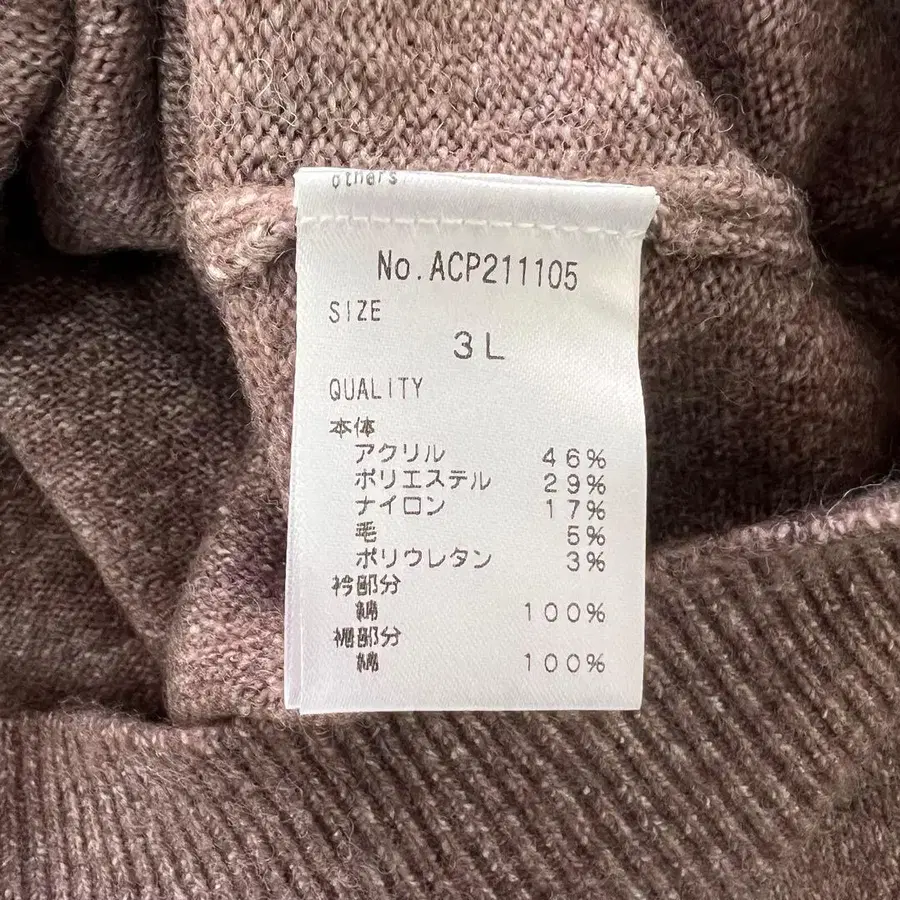 others
No.ACP211105
SIZE
3L
QUALITY
本体
アクリル 46%
ポリエステル 29%
ナイロン 17%
毛 5%
ポリウレタン 3%
衿部分
綿 100%
裾部分
綿 100%